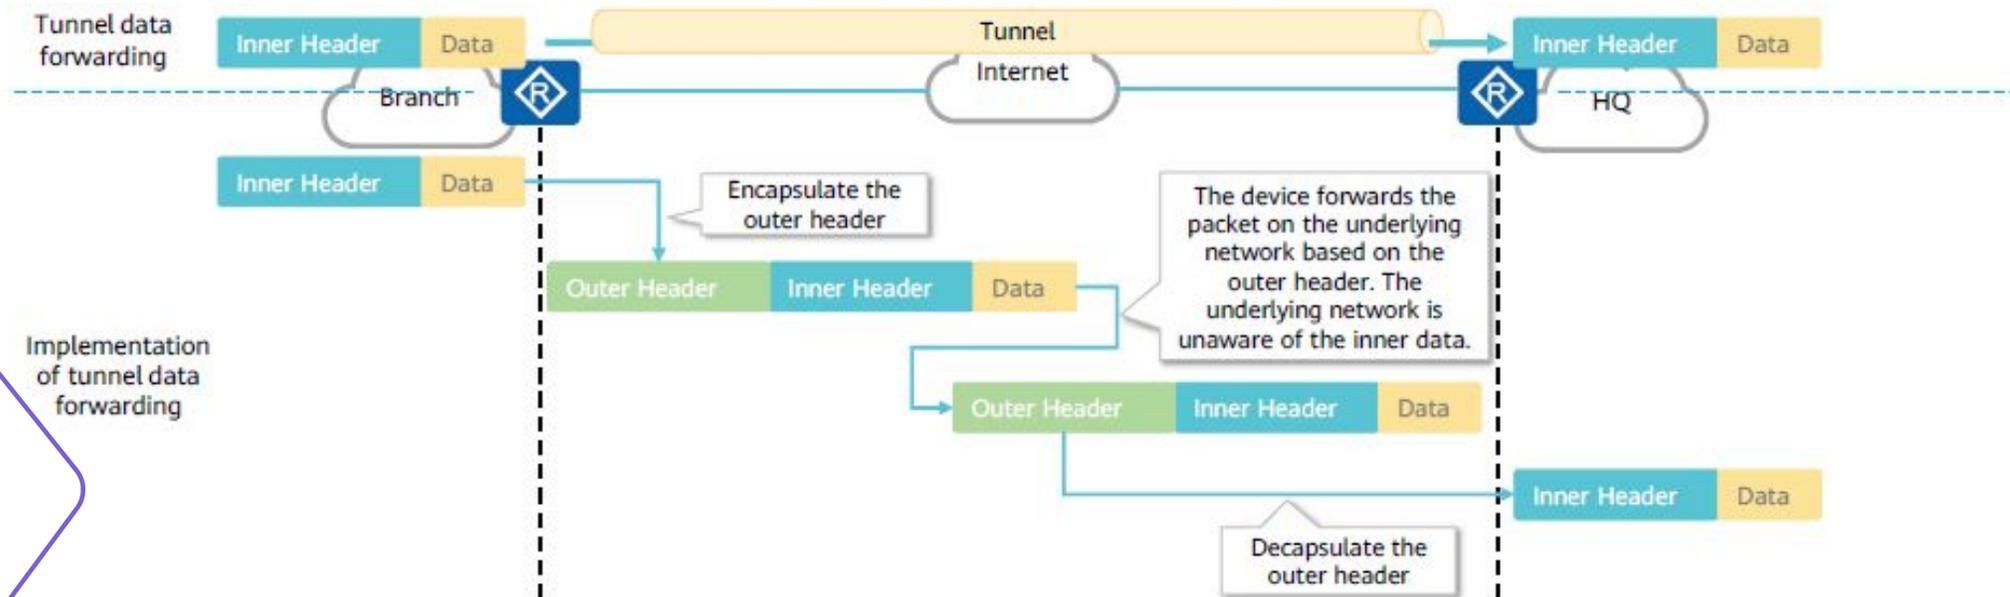 Tunnel data
forwarding
Inner Header Data
Tunnel
Inner Header Data
Internet
Branch
R
R
HQ
Inner Header Data
Encapsulate the
outer header
The device forwards the
packet on the underlying
network based on the
outer header. The
underlying network is
unaware of the inner data.
Outer Header Inner Header Data
Implementation
of tunnel data
forwarding
Outer Header Inner Header Data
Inner Header Data
Decapsulate the
outer header